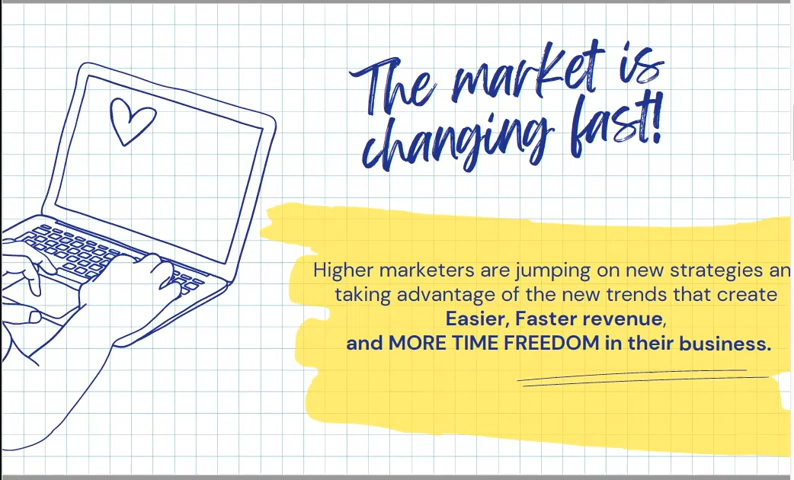 The market is
changing fast!
Higher marketers are jumping on new strategies an
taking advantage of the new trends that create
Easier, Faster revenue,
and MORE TIME FREEDOM in their business.